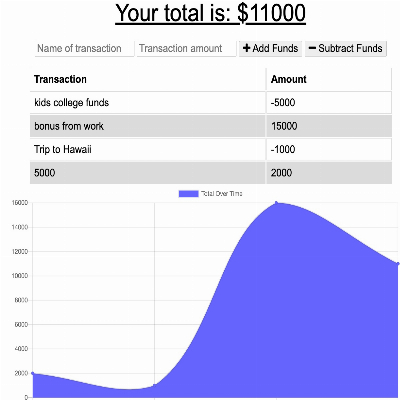 Your total is: $11000
Name of transaction Transaction amount + Add Funds − Subtract Funds
Transaction Amount
kids college funds -5000
bonus from work 15000
Trip to Hawaii -1000
5000 2000
Total Over Time
16000
14000
12000
10000
8000
6000
4000
2000
0